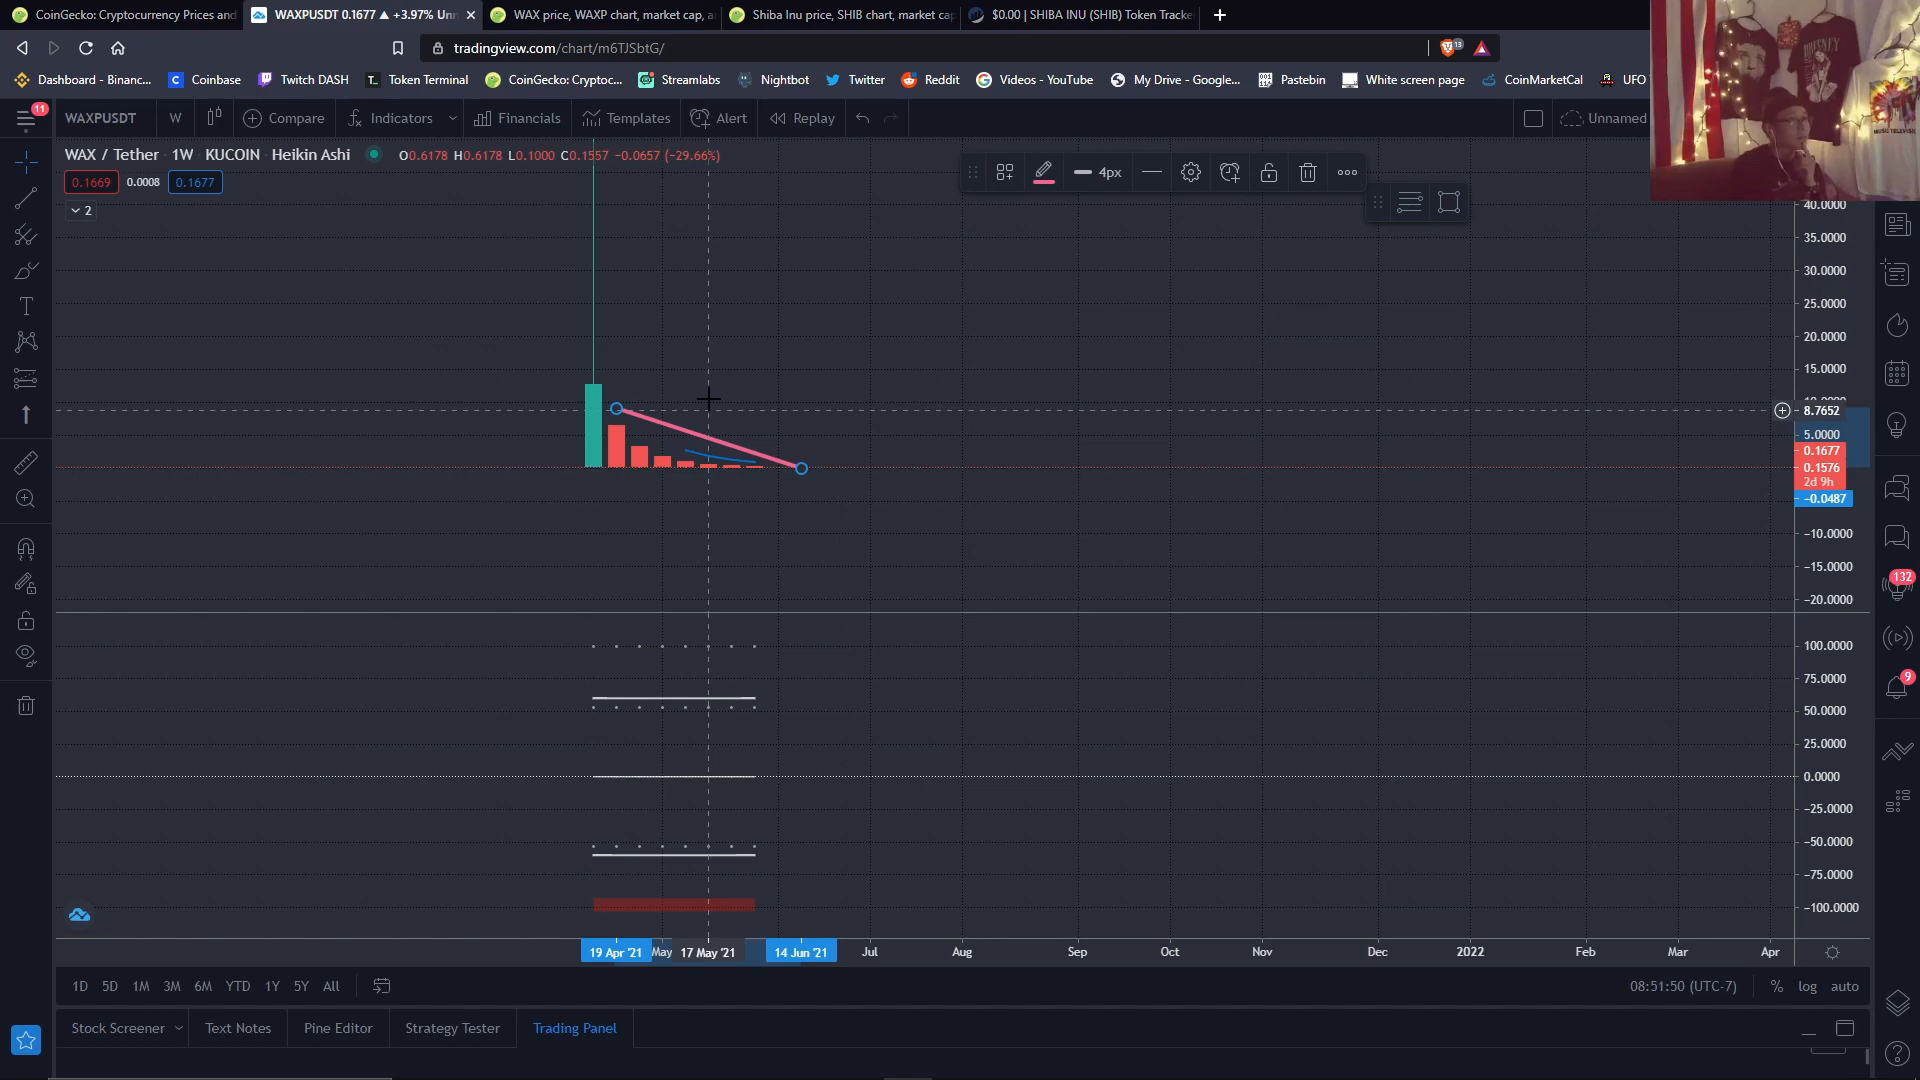 CoinGecko: Cryptocurrency Prices and
WAXPUSDT 0.1677 ▲ +3.97% Unn
WAX price, WAXP chart, market cap, a
Shiba Inu price, SHIB chart, market cap
$0.00 | SHIBA INU (SHIB) Token Tracke
tradingview.com/chart/m6TJSbtG/
13
Dashboard - Binanc...
Coinbase
Twitch DASH
Token Terminal
CoinGecko: Cryptoc...
Streamlabs
Nightbot
Twitter
Reddit
Videos - YouTube
My Drive - Google...
Pastebin
White screen page
CoinMarketCal
UFO
11
WAXPUSDT
W
Compare
Indicators
Financials
Templates
Alert
Replay
Unnamed
WAX / Tether · 1W · KUCOIN · Heikin Ashi
O0.6178 H0.6178 L0.1000 C0.1557 −0.0657 (−29.66%)
0.1669
0.0008
0.1677
2
4px
40.0000
35.0000
30.0000
25.0000
20.0000
15.0000
8.7652
5.0000
0.1677
0.1576
2d 9h
−0.0487
−10.0000
−15.0000
−20.0000
100.0000
75.0000
50.0000
25.0000
0.0000
−25.0000
−50.0000
−75.0000
−100.0000
132
9
19 Apr '21
May
17 May '21
14 Jun '21
Jul
Aug
Sep
Oct
Nov
Dec
2022
Feb
Mar
Apr
1D 5D 1M 3M 6M YTD 1Y 5Y All
08:51:50 (UTC-7)
% log auto
Stock Screener
Text Notes
Pine Editor
Strategy Tester
Trading Panel